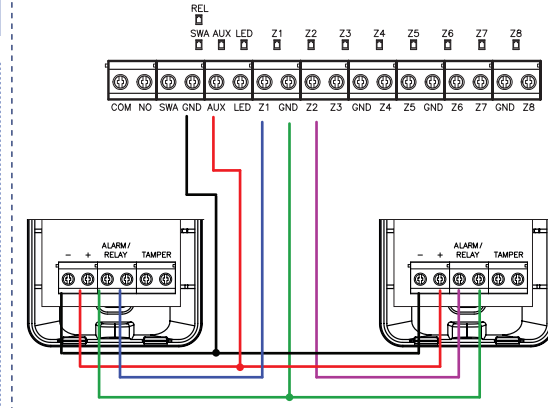 REL
SWA AUX LED Z1 Z2 Z3 Z4 Z5 Z6 Z7 Z8
COM NO SWA GND AUX LED Z1 GND Z2 Z3 GND Z4 Z5 GND Z6 Z7 GND Z8
- + ALARM/ RELAY TAMPER
- + ALARM/ RELAY TAMPER